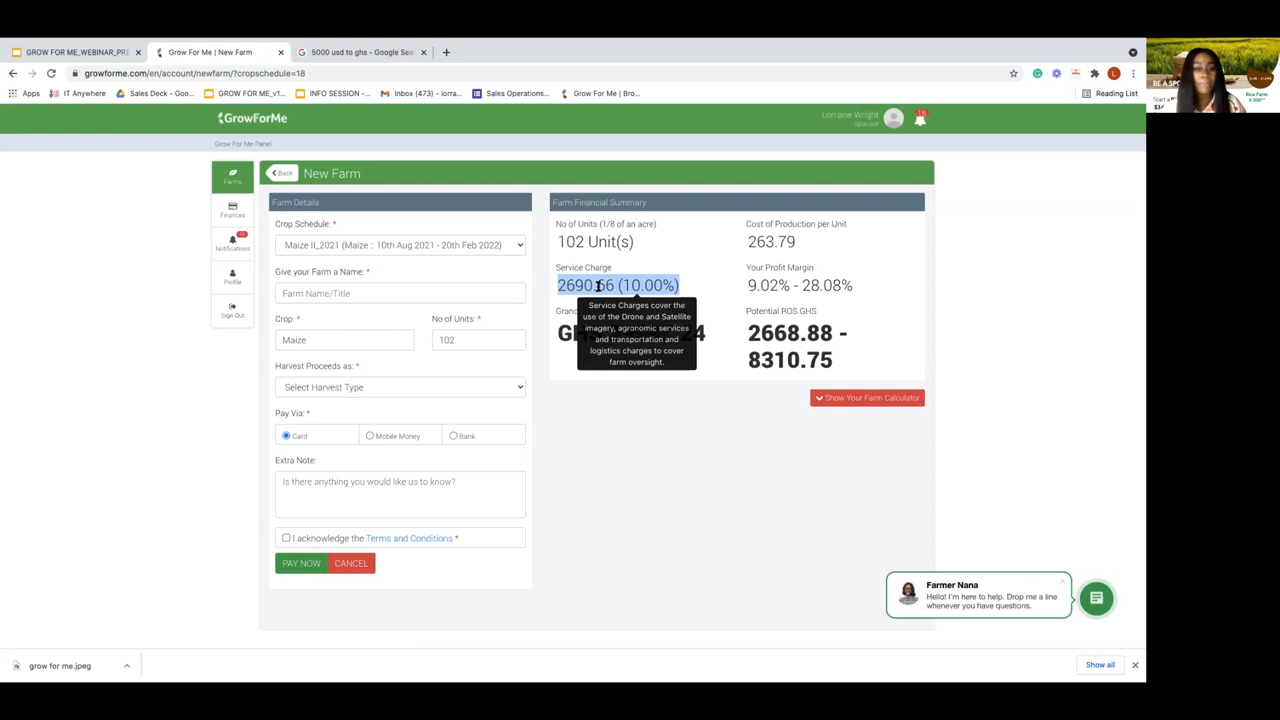 GROW FOR ME_WEBINAR_PRE
Grow For Me | New Farm
5000 usd to ghs - Google Sea
growforme.com/en/account/newfarm/?cropschedule=18
Apps
IT Anywhere
Sales Deck - Goo...
GROW FOR ME_v1...
INFO SESSION -...
Inbox (473) - lorra...
Sales Operations...
Grow For Me | Bro...
Reading List
GrowForMe
Lorraine Wright
Sponsor
Grow For Me Panel
Farms
Finances
Notifications
Profile
Sign Out
Back
New Farm
Farm Details
Crop Schedule: *
Maize II_2021 (Maize :: 10th Aug 2021 - 20th Feb 2022)
Give your Farm a Name: *
Farm Name/Title
Crop: *
No of Units: *
Maize
102
Harvest Proceeds as: *
Select Harvest Type
Pay Via: *
Card
Mobile Money
Bank
Extra Note:
Is there anything you would like us to know?
I acknowledge the Terms and Conditions *
PAY NOW
CANCEL
Farm Financial Summary
No of Units (1/8 of an acre)
102 Unit(s)
Cost of Production per Unit
263.79
Service Charge
2690.66 (10.00%)
Your Profit Margin
9.02% - 28.08%
Service Charges cover the
use of the Drone and Satellite
imagery, agronomic services
and transportation and
logistics charges to cover
farm oversight.
Potential ROS GHS
2668.88 -
8310.75
Show Your Farm Calculator
Farmer Nana
Hello! I'm here to help. Drop me a line
whenever you have questions.
grow for me.jpeg
Show all